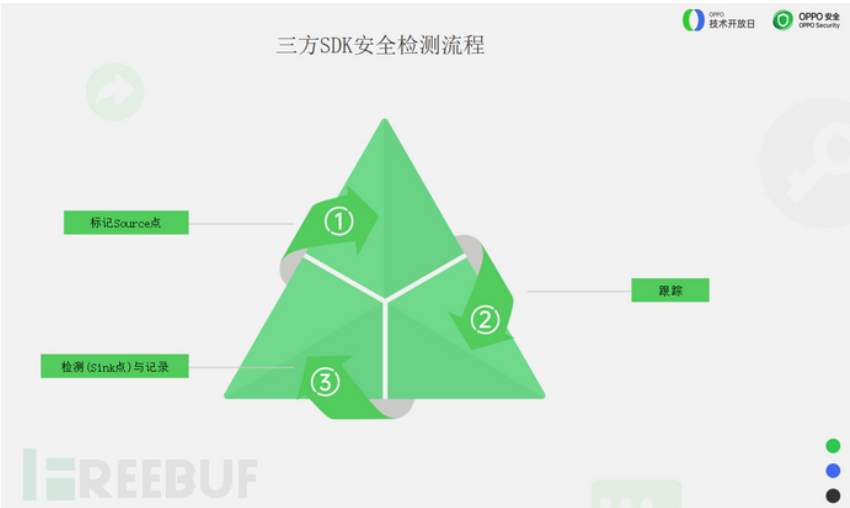 三方SDK安全检测流程
OPPO
技术开放日
OPPO 安全
OPPO Security
标记Source点
①
跟踪
②
检测(Sink点)与记录
③
FREEBUF